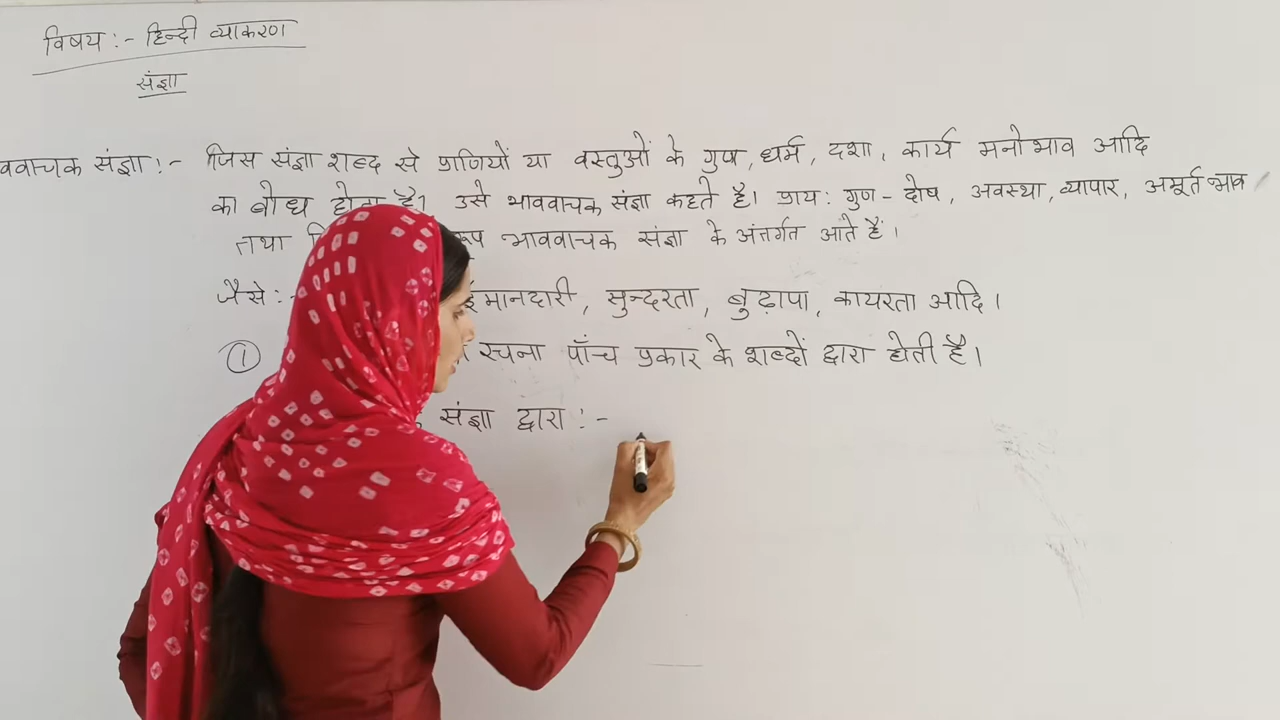 विषय :- हिन्दी व्याकरण
संज्ञा
ववाचक संज्ञा :- जिस संज्ञा शब्द से प्राणियों या वस्तुओं के गुण, धर्म, दशा, कार्य मनोभाव आदि
का बोध होता है। उसे भाववाचक संज्ञा कहते है। प्राय: गुण - दोष, अवस्था, व्यापार, अमूर्त भाव
तथा रूप भाववाचक संज्ञा के अंतर्गत आते हैं।
जैसे :- ईमानदारी, सुन्दरता, बुढ़ापा, कायरता आदि।
① रचना पाँच प्रकार के शब्दों द्वारा होती है।
संज्ञा द्वारा :-